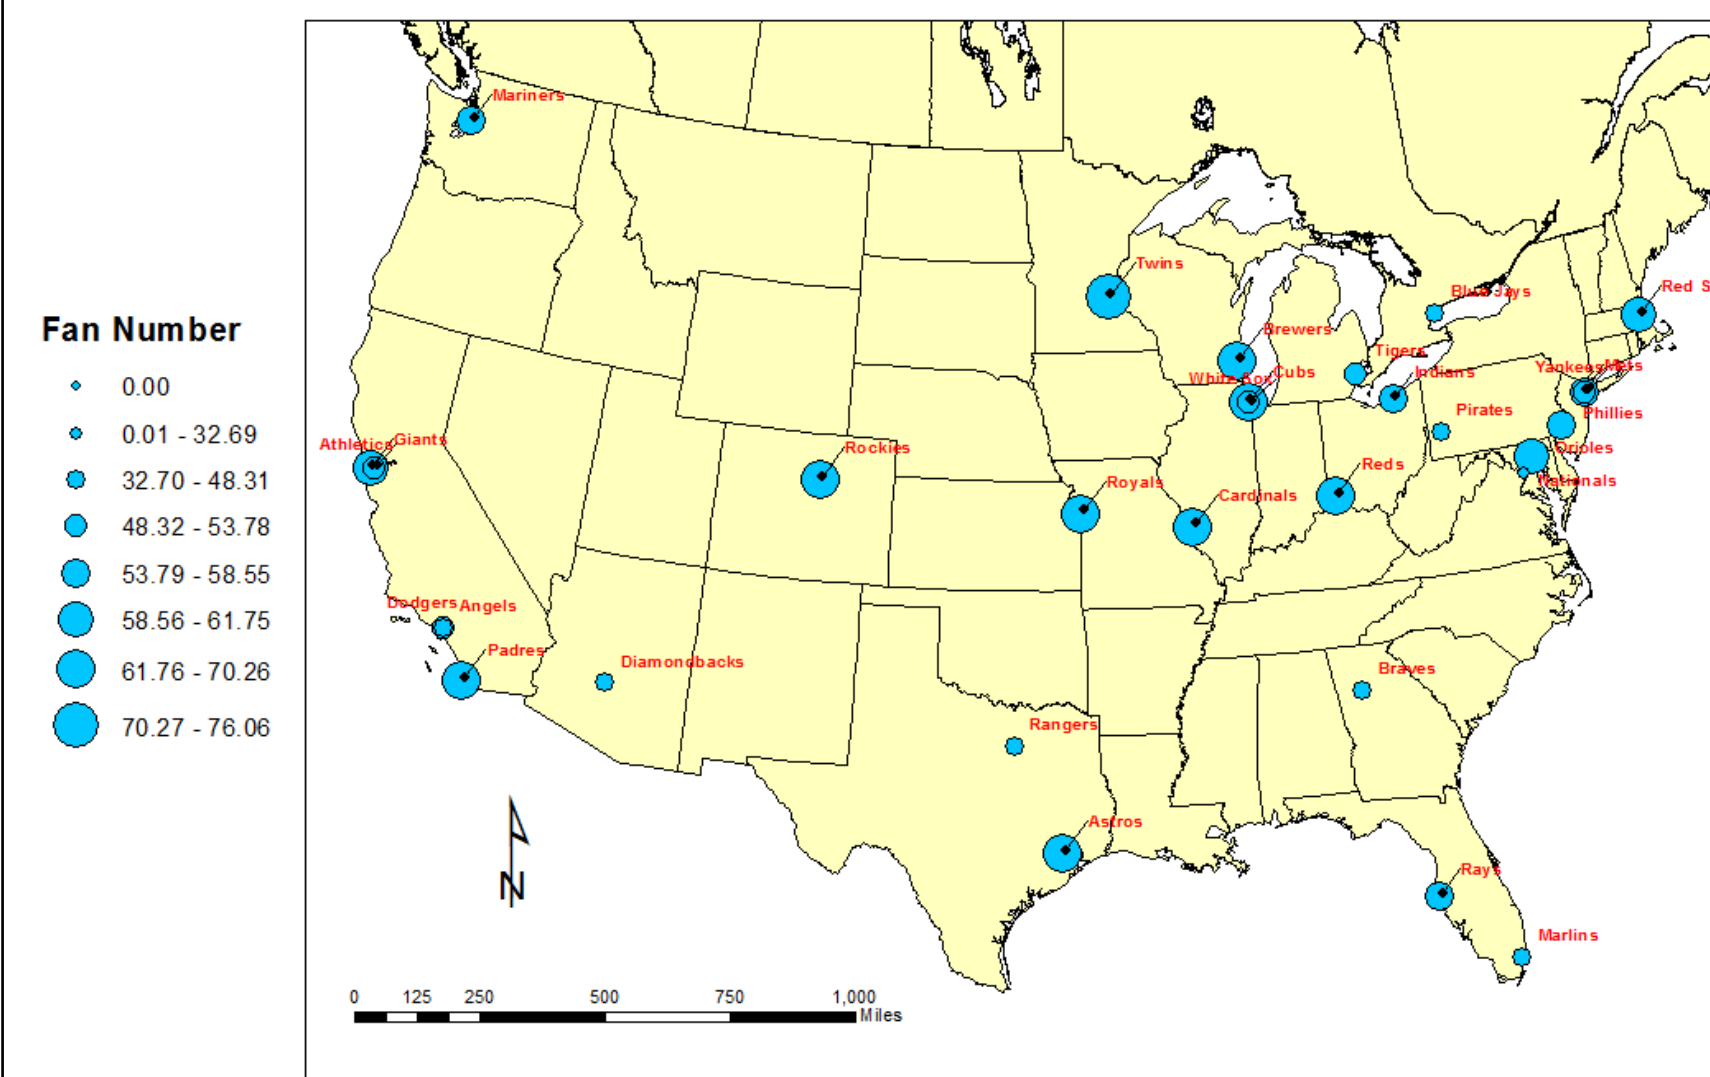 Fan Number
0.00
0.01 - 32.69
32.70 - 48.31
48.32 - 53.78
53.79 - 58.55
58.56 - 61.75
61.76 - 70.26
70.27 - 76.06
Mariners
Twins
Blue Jays
Red S
Brewers
Tigers
White Sox
Cubs
Indians
Yankees
Mets
Pirates
Phillies
Athletics
Giants
Rockies
Orioles
Reds
Nationals
Royals
Cardinals
Dodgers
Angels
Padres
Diamondbacks
Braves
Rangers
Astros
Rays
Marlins
N
0 125 250 500 750 1,000
Miles